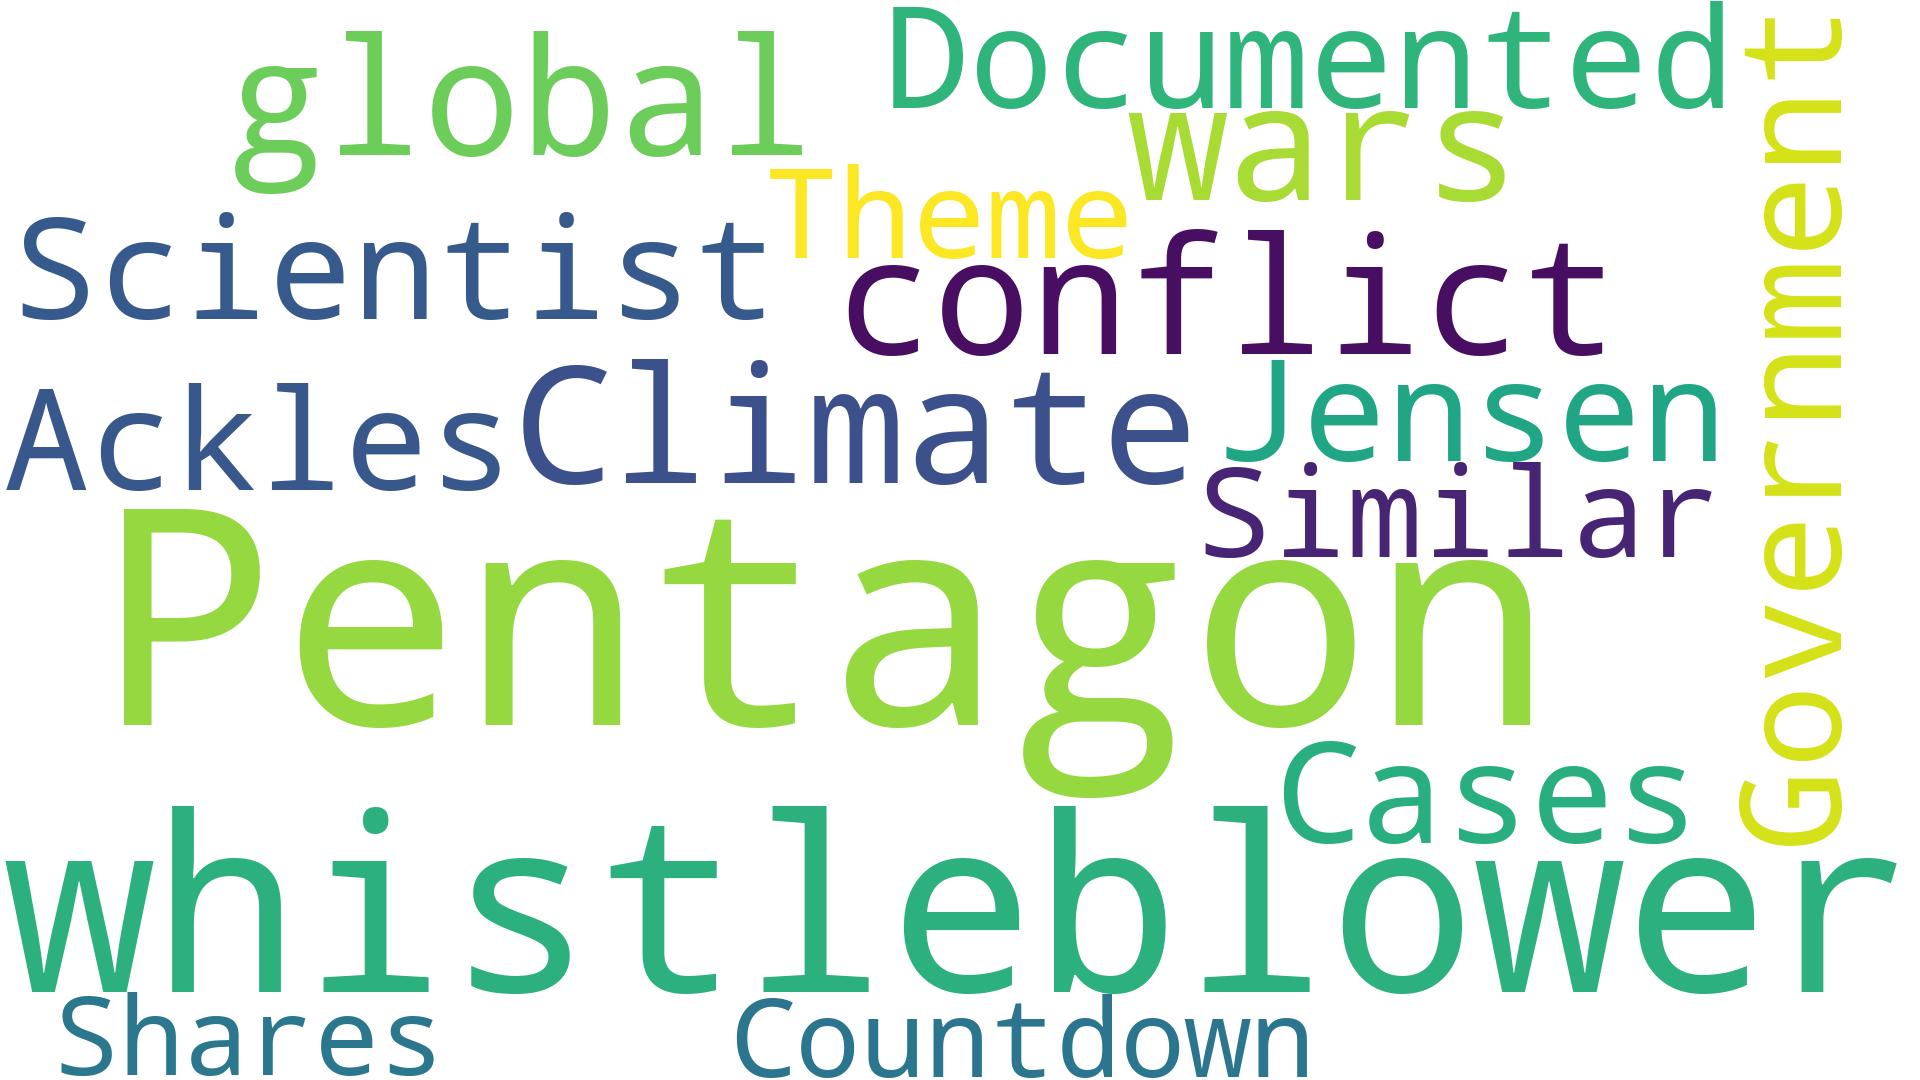 Documented
global
wars
Theme
Scientist
conflict
Government
Climate
Jensen
Ackles
Similar
Pentagon
Cases
whistleblower
Shares
Countdown